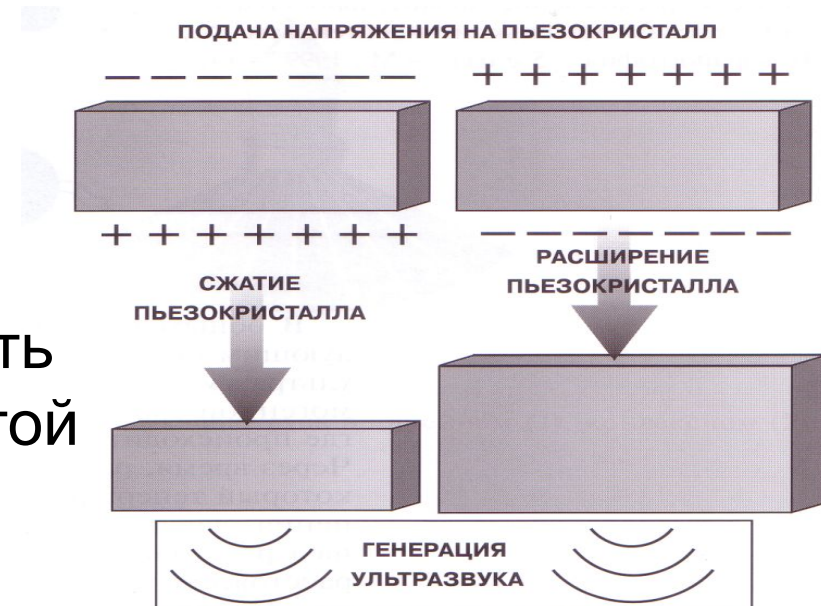 ПОДАЧА НАПРЯЖЕНИЯ НА ПЬЕЗОКРИСТАЛЛ
— — — — — — — — —
+ + + + + + +
+ + + + + + +
— — — — — — — — —
СЖАТИЕ
ПЬЕЗОКРИСТАЛЛА
РАСШИРЕНИЕ
ПЬЕЗОКРИСТАЛЛА
ть
той
ГЕНЕРАЦИЯ
УЛЬТРАЗВУКА